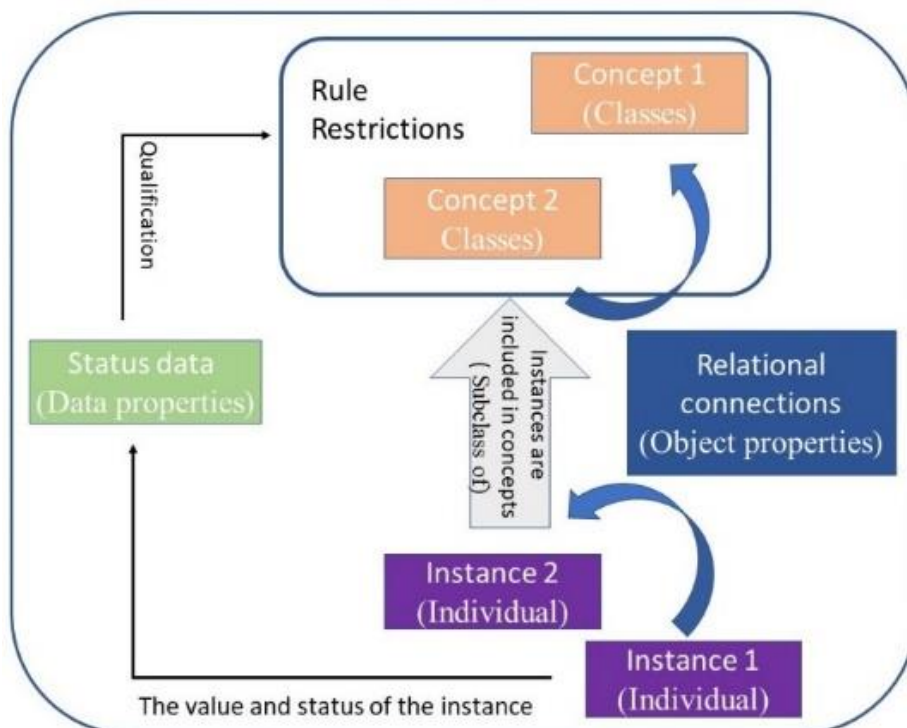 Rule
Restrictions
Concept 1
(Classes)
Concept 2
Classes)
Qualification
Status data
(Data properties)
Instances are
included in concepts
( Subclass of)
Relational
connections
(Object properties)
Instance 2
(Individual)
Instance 1
(Individual)
The value and status of the instance